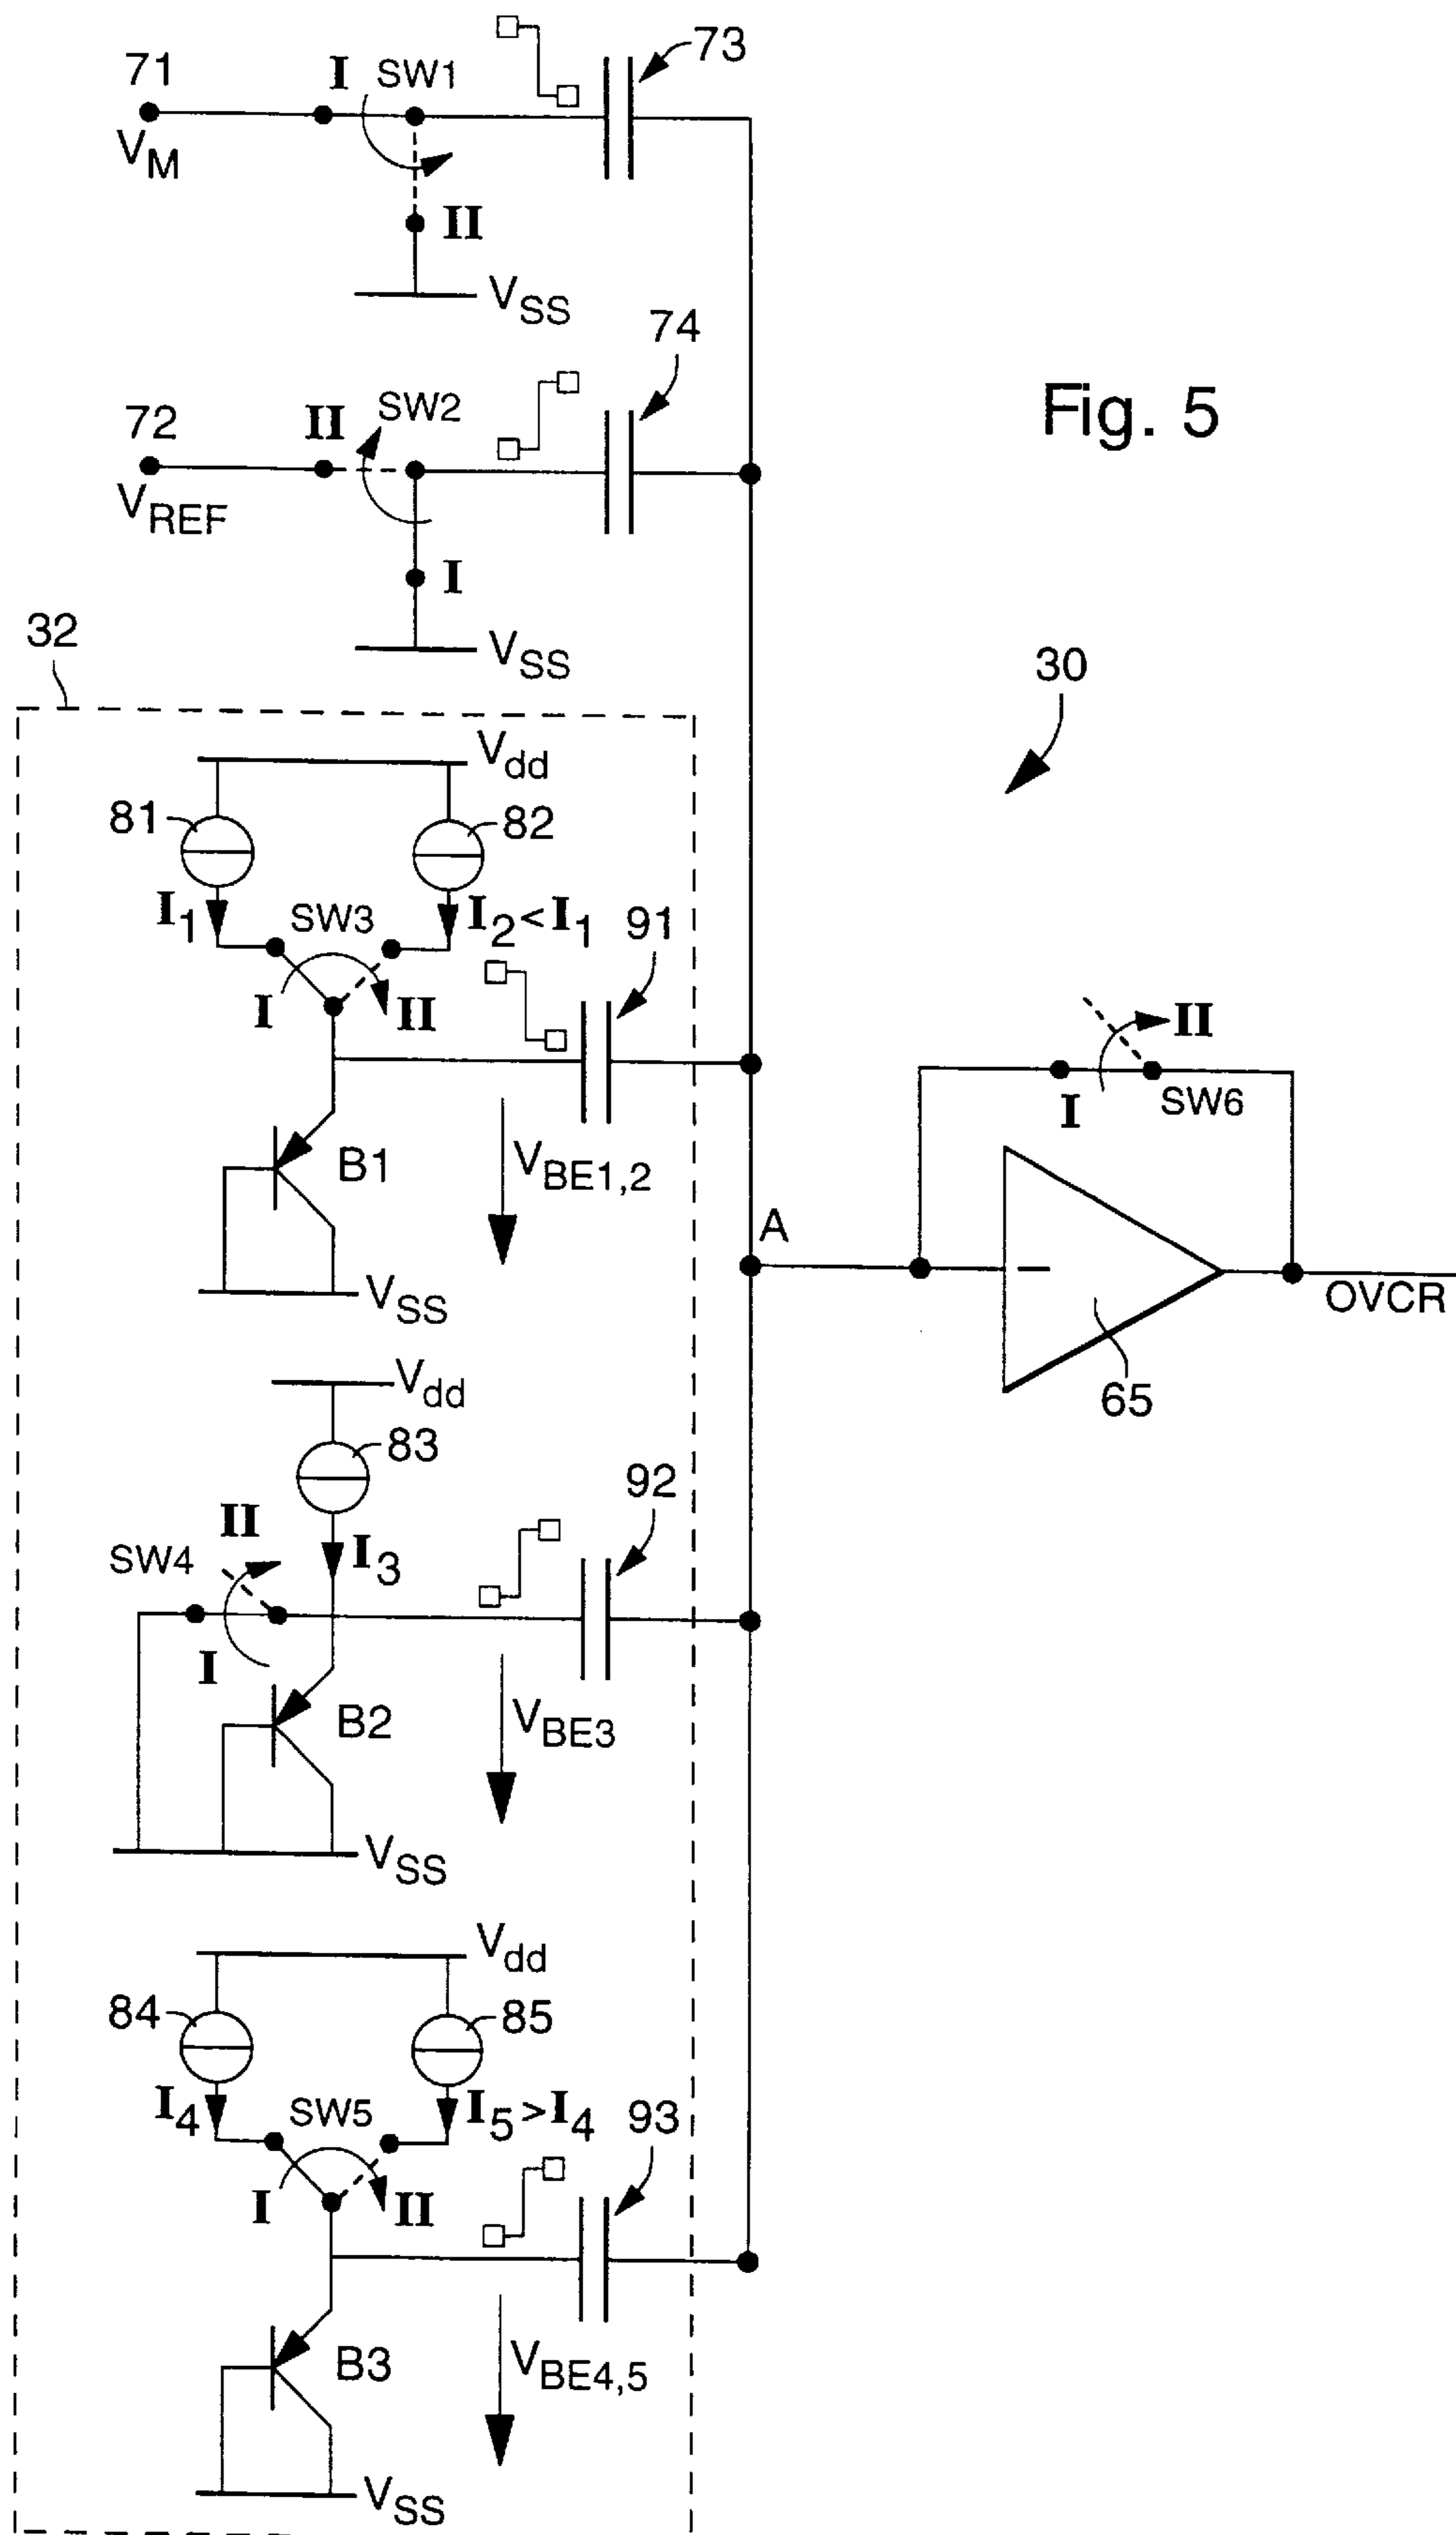 71
I
SW1
73
VM
II
VSS
74
Fig. 5
72
II
SW2
VREF
I
VSS
32
30
Vdd
81
82
I1
SW3
I2<I1
91
I
II
B1
VBE1,2
VSS
II
I
SW6
A
-
OVCR
65
Vdd
83
92
II
SW4
I3
I
B2
VBE3
VSS
Vdd
84
85
I4
SW5
I5>I4
93
I
II
B3
VBE4,5
VSS